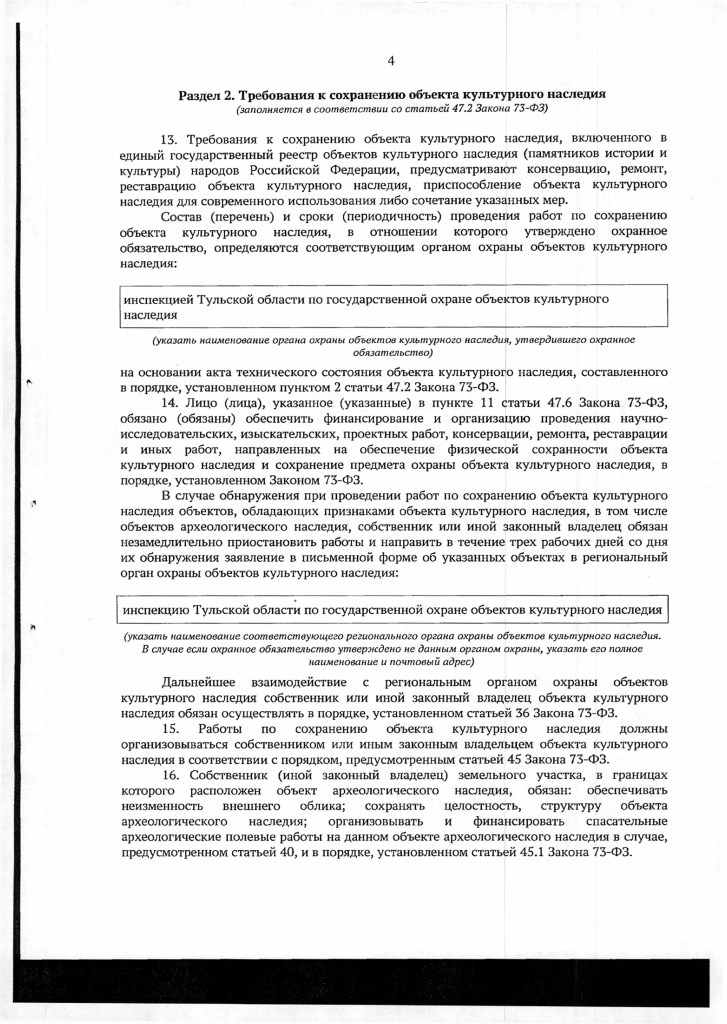 4
Раздел 2. Требования к сохранению объекта культурного наследия
(заполняется в соответствии со статьей 47.2 Закона 73-ФЗ)
13. Требования к сохранению объекта культурного наследия, включенного в
единый государственный реестр объектов культурного наследия (памятников истории и
культуры) народов Российской Федерации, предусматривают консервацию, ремонт,
реставрацию объекта культурного наследия, приспособление объекта культурного
наследия для современного использования либо сочетание указанных мер.
Состав (перечень) и сроки (периодичность) проведения работ по сохранению
объекта культурного наследия, в отношении которого утверждено охранное
обязательство, определяются соответствующим органом охраны объектов культурного
наследия:
инспекцией Тульской области по государственной охране объектов культурного
наследия
(указать наименование органа охраны объектов культурного наследия, утвердившего охранное
обязательство)
на основании акта технического состояния объекта культурного наследия, составленного
в порядке, установленном пунктом 2 статьи 47.2 Закона 73-ФЗ.
14. Лицо (лица), указанное (указанные) в пункте 11 статьи 47.6 Закона 73-ФЗ,
обязано (обязаны) обеспечить финансирование и организацию проведения научно-
исследовательских, изыскательских, проектных работ, консервации, ремонта, реставрации
и иных работ, направленных на обеспечение физической сохранности объекта
культурного наследия и сохранение предмета охраны объекта культурного наследия, в
порядке, установленном Законом 73-ФЗ.
В случае обнаружения при проведении работ по сохранению объекта культурного
наследия объектов, обладающих признаками объекта культурного наследия, в том числе
объектов археологического наследия, собственник или иной законный владелец обязан
незамедлительно приостановить работы и направить в течение трех рабочих дней со дня
их обнаружения заявление в письменной форме об указанных объектах в региональный
орган охраны объектов культурного наследия:
инспекцию Тульской области по государственной охране объектов культурного наследия
(указать наименование соответствующего регионального органа охраны объектов культурного наследия.
В случае если охранное обязательство утверждено не данным органом охраны, указать его полное
наименование и почтовый адрес)
Дальнейшее взаимодействие с региональным органом охраны объектов
культурного наследия собственник или иной законный владелец объекта культурного
наследия обязан осуществлять в порядке, установленном статьей 36 Закона 73-ФЗ.
15. Работы по сохранению объекта культурного наследия должны
организовываться собственником или иным законным владельцем объекта культурного
наследия в соответствии с порядком, предусмотренным статьей 45 Закона 73-ФЗ.
16. Собственник (иной законный владелец) земельного участка, в границах
которого расположен объект археологического наследия, обязан: обеспечивать
неизменность внешнего облика; сохранять целостность, структуру объекта
археологического наследия; организовывать и финансировать спасательные
археологические полевые работы на данном объекте археологического наследия в случае,
предусмотренном статьей 40, и в порядке, установленном статьей 45.1 Закона 73-ФЗ.